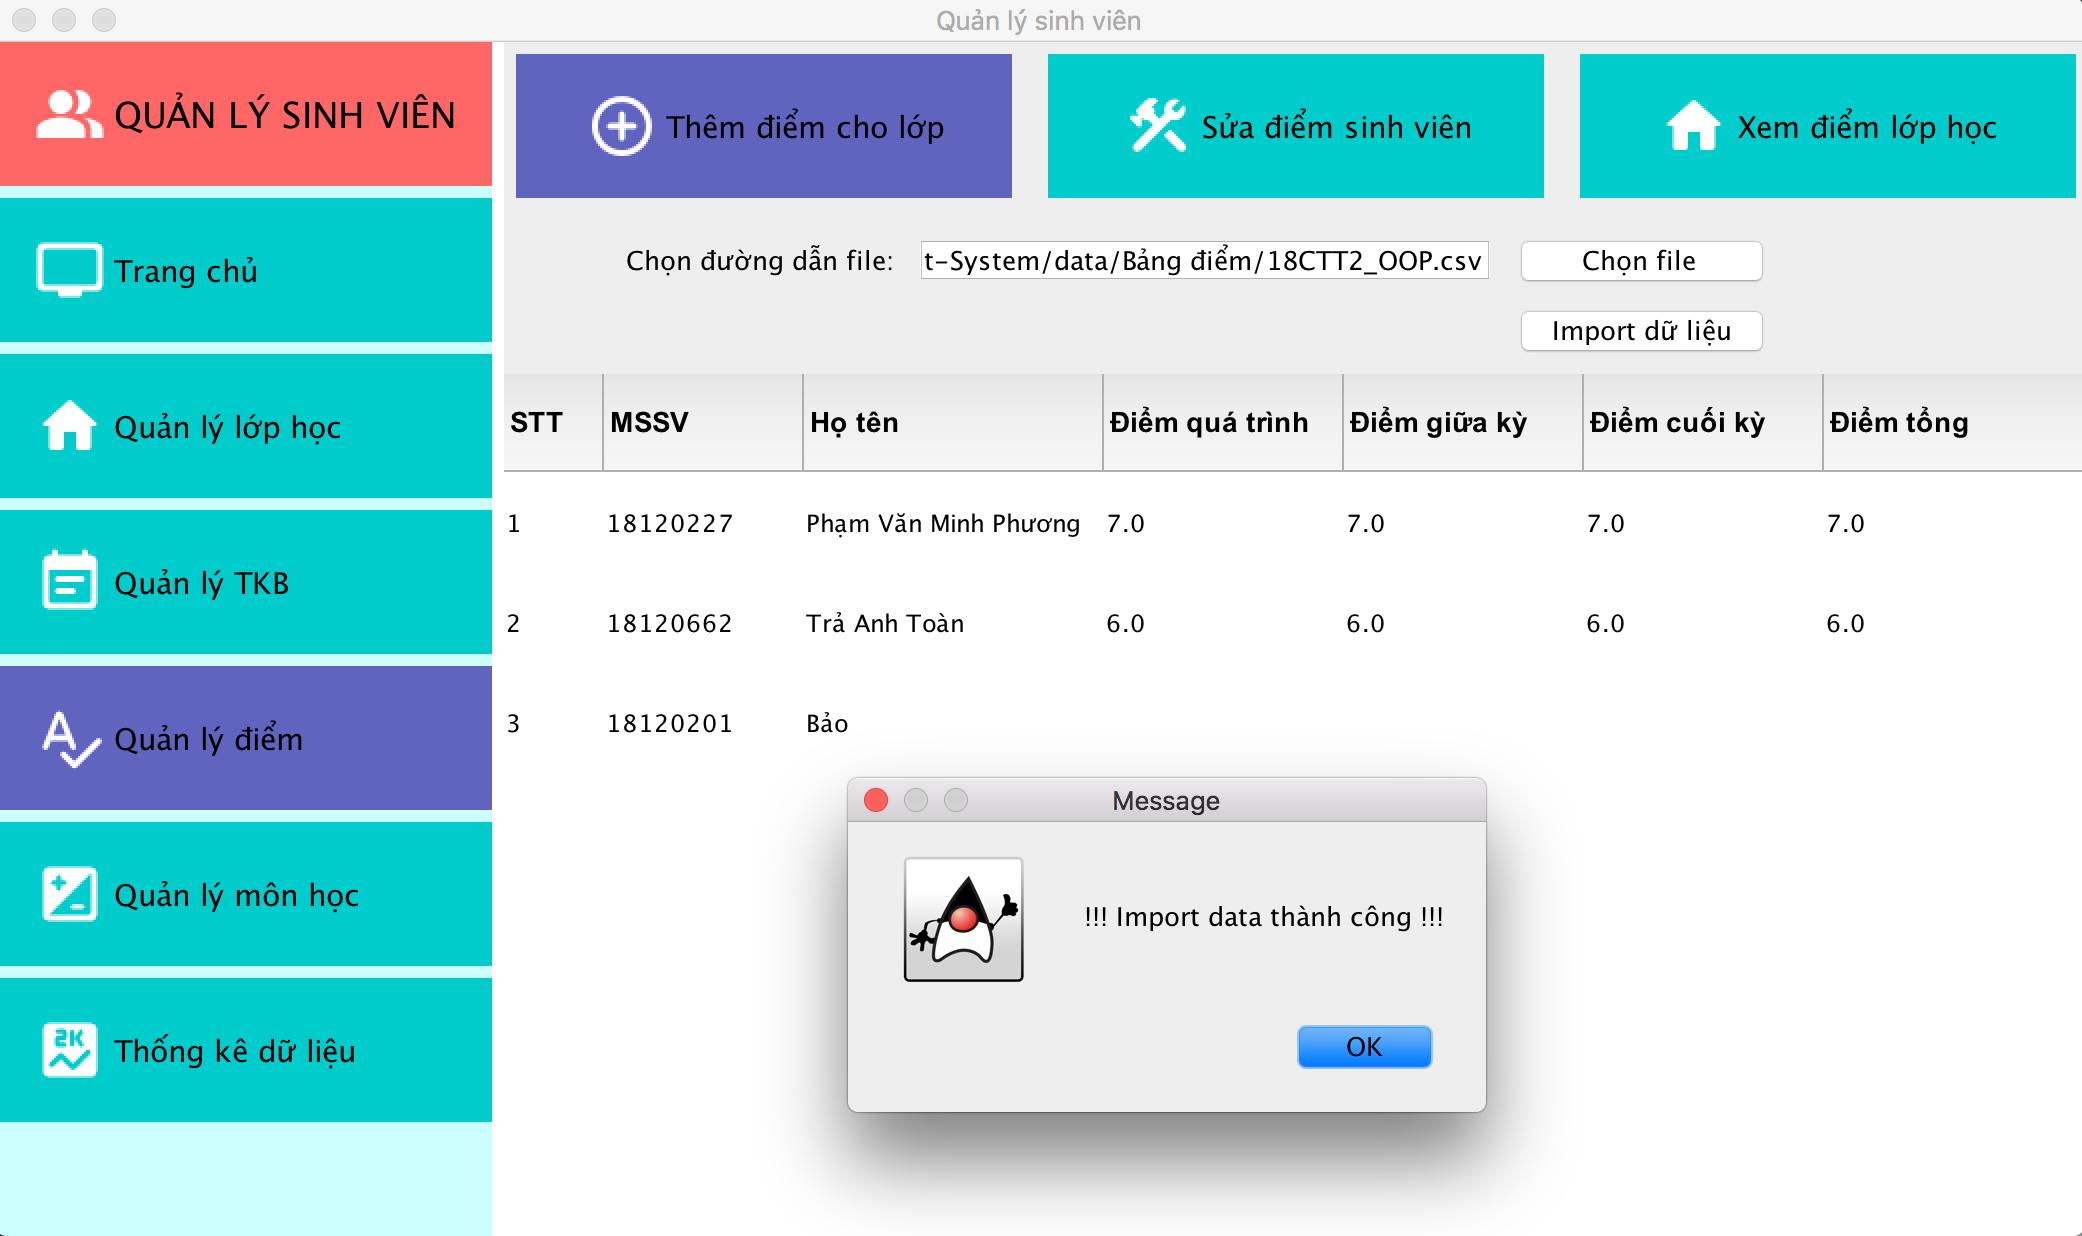 Quản lý sinh viên
QUẢN LÝ SINH VIÊN
Trang chủ
Quản lý lớp học
Quản lý TKB
Quản lý điểm
Quản lý môn học
2K
Thống kê dữ liệu
Thêm điểm cho lớp
Sửa điểm sinh viên
Xem điểm lớp học
Chọn đường dẫn file: t-System/data/Bảng điểm/18CTT2_OOP.csv Chọn file
Import dữ liệu
STT MSSV Họ tên Điểm quá trình Điểm giữa kỳ Điểm cuối kỳ Điểm tổng
1 18120227 Phạm Văn Minh Phương 7.0 7.0 7.0 7.0
2 18120662 Trả Anh Toàn 6.0 6.0 6.0 6.0
3 18120201 Bảo
Message
!!! Import data thành công !!!
OK